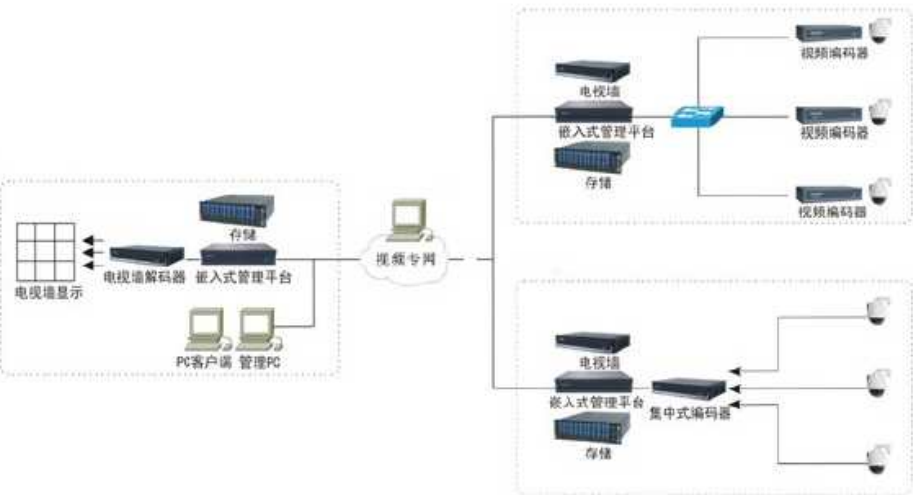 视频编码器
电视墙
嵌入式管理平台
视频编码器
存储
视频编码器
存储
视频专网
电视墙解码器
嵌入式管理平台
电视墙显示
PC客户端
管理PC
电视墙
嵌入式管理平台
集中式编码器
存储